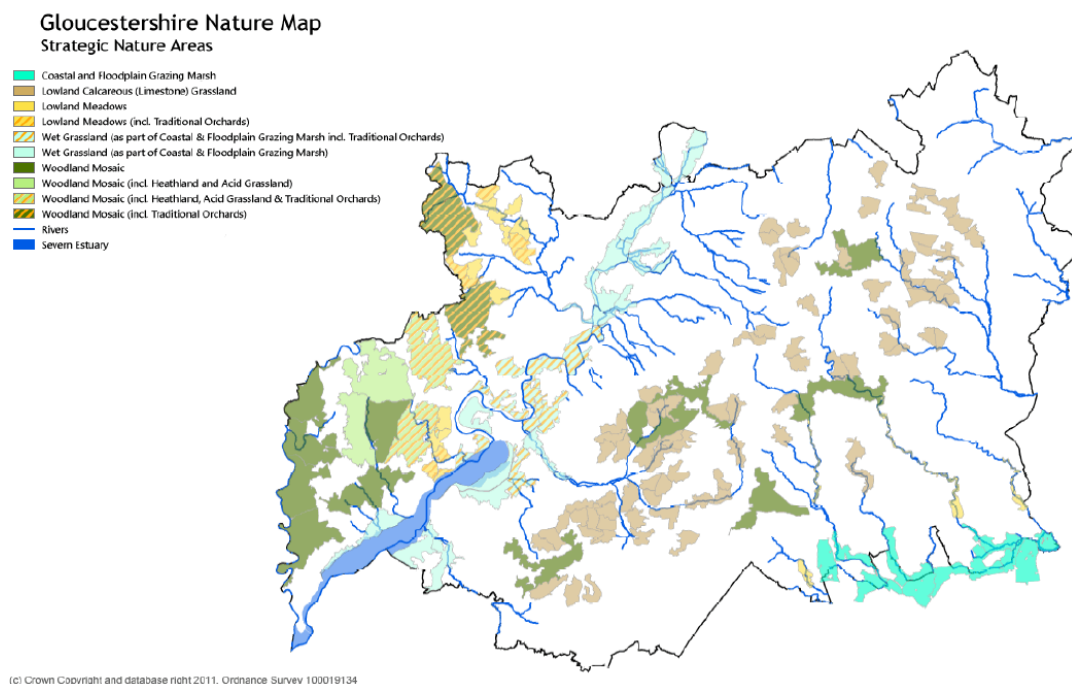 Gloucestershire Nature Map
Strategic Nature Areas
Coastal and Floodplain Grazing Marsh
Lowland Calcareous (Limestone) Grassland
Lowland Meadows
Lowland Meadows (incl. Traditional Orchards)
Wet Grassland (as part of Coastal & Floodplain Grazing Marsh incl. Traditional Orchards)
Wet Grassland (as part of Coastal & Floodplain Grazing Marsh)
Woodland Mosaic
Woodland Mosaic (incl. Heathland and Acid Grassland)
Woodland Mosaic (incl. Heathland, Acid Grassland & Traditional Orchards)
Woodland Mosaic (incl. Traditional Orchards)
Rivers
Severn Estuary
(c) Crown Copyright and database right 2011. Ordnance Survey 100019134